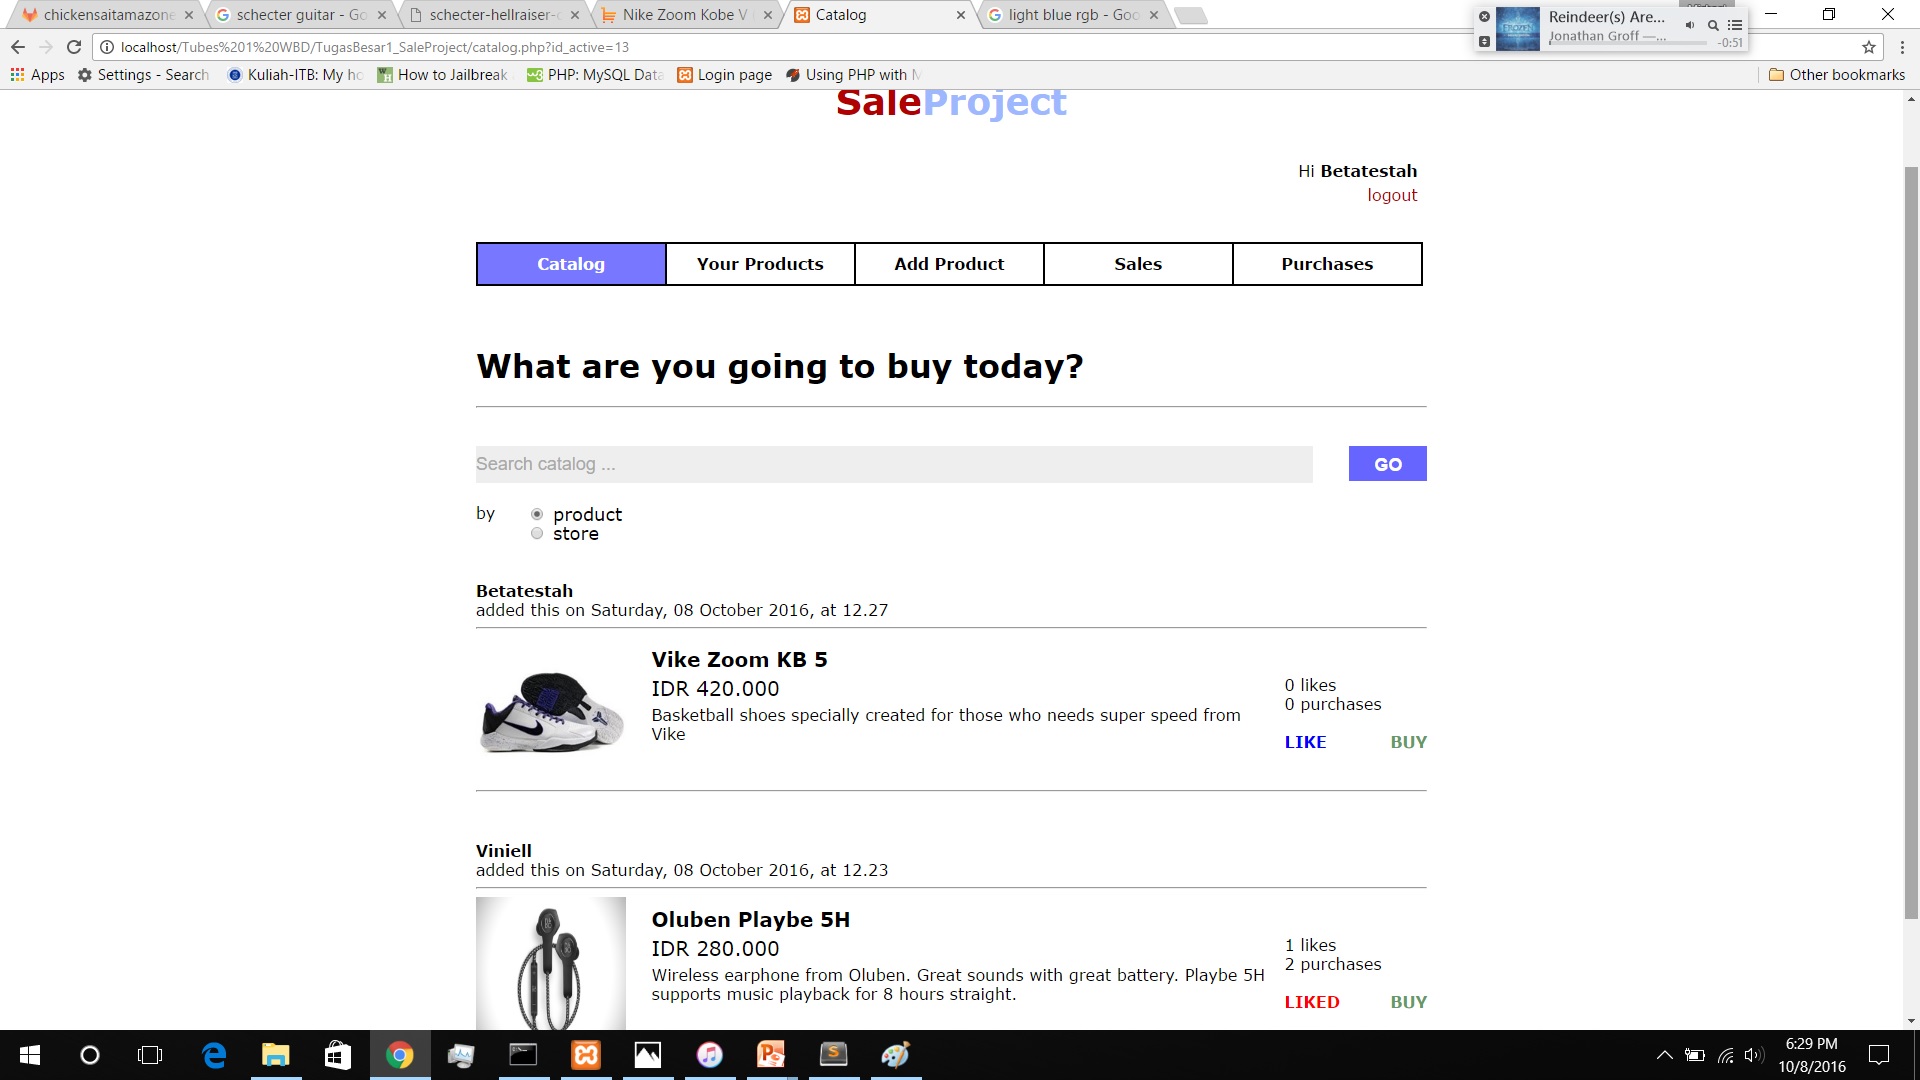 chickensaitamazone
schecter guitar - Go
schecter-hellraiser-
Nike Zoom Kobe V
Catalog
light blue rgb - Goo
Reindeer(s) Are...
Jonathan Groff —...
-0:51
localhost/Tubes%201%20WBD/TugasBesar1_SaleProject/catalog.php?id_active=13
Apps
Settings - Search
Kuliah-ITB: My ho
How to Jailbreak
PHP: MySQL Data
Login page
Using PHP with M
Other bookmarks
SaleProject
Hi Betatestah
logout
Catalog
Your Products
Add Product
Sales
Purchases
What are you going to buy today?
Search catalog ...
GO
by
product
store
Betatestah
added this on Saturday, 08 October 2016, at 12.27
Vike Zoom KB 5
IDR 420.000
Basketball shoes specially created for those who needs super speed from
Vike
0 likes
0 purchases
LIKE
BUY
Viniell
added this on Saturday, 08 October 2016, at 12.23
Oluben Playbe 5H
IDR 280.000
Wireless earphone from Oluben. Great sounds with great battery. Playbe 5H
supports music playback for 8 hours straight.
1 likes
2 purchases
LIKED
BUY
6:29 PM
10/8/2016